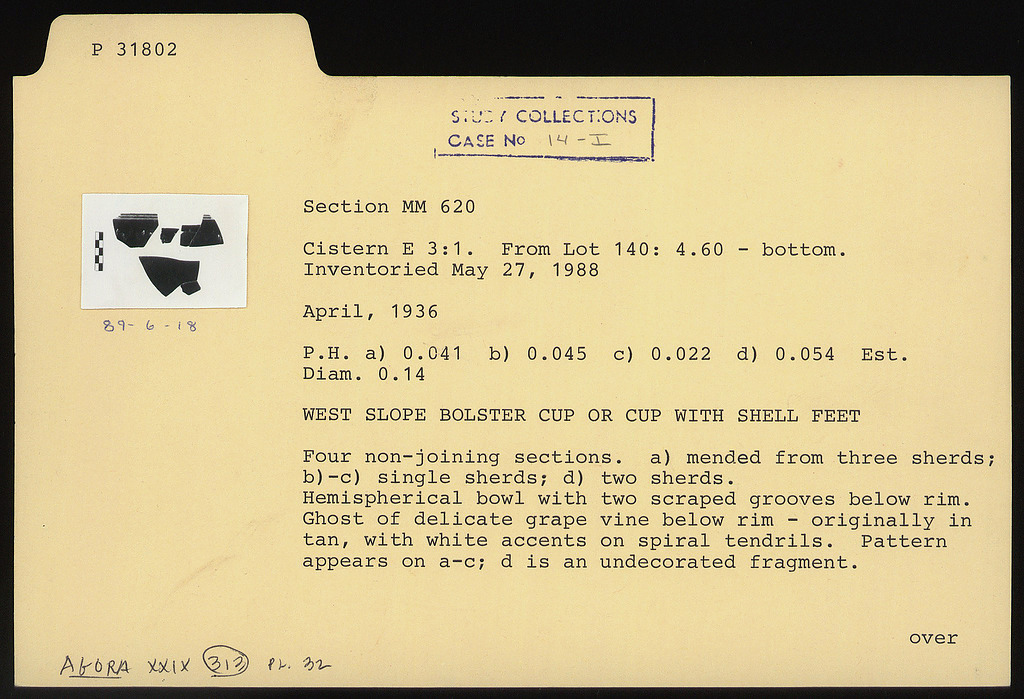 P 31802
STUDY COLLECTIONS
CASE No 14-I
Section MM 620
Cistern E 3:1. From Lot 140: 4.60 - bottom.
Inventoried May 27, 1988
April, 1936
89-6-18
P.H. a) 0.041 b) 0.045 c) 0.022 d) 0.054 Est.
Diam. 0.14
WEST SLOPE BOLSTER CUP OR CUP WITH SHELL FEET
Four non-joining sections. a) mended from three sherds;
b)-c) single sherds; d) two sherds.
Hemispherical bowl with two scraped grooves below rim.
Ghost of delicate grape vine below rim - originally in
tan, with white accents on spiral tendrils. Pattern
appears on a-c; d is an undecorated fragment.
over
AGORA XXIX 313 PL. 32